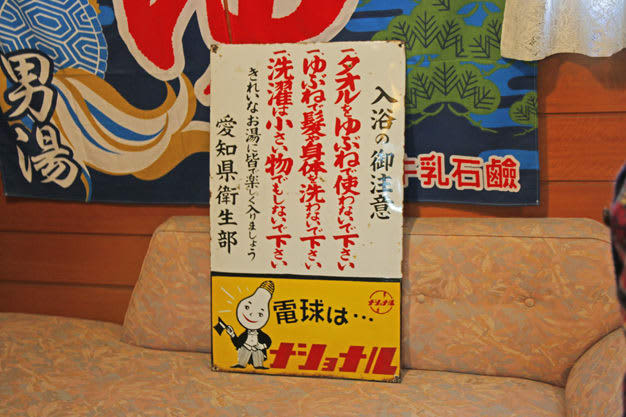 入浴の御注意
一、タオルをゆぶねで使わないで下さい
一、ゆぶねで髪や身体を洗わないで下さい
一、洗濯は小さい物でもしないで下さい
きれいなお湯に皆で楽しく入りましょう
愛知県衛生部
電球は…
ナショナル
ナショナル
男湯
牛乳石鹸